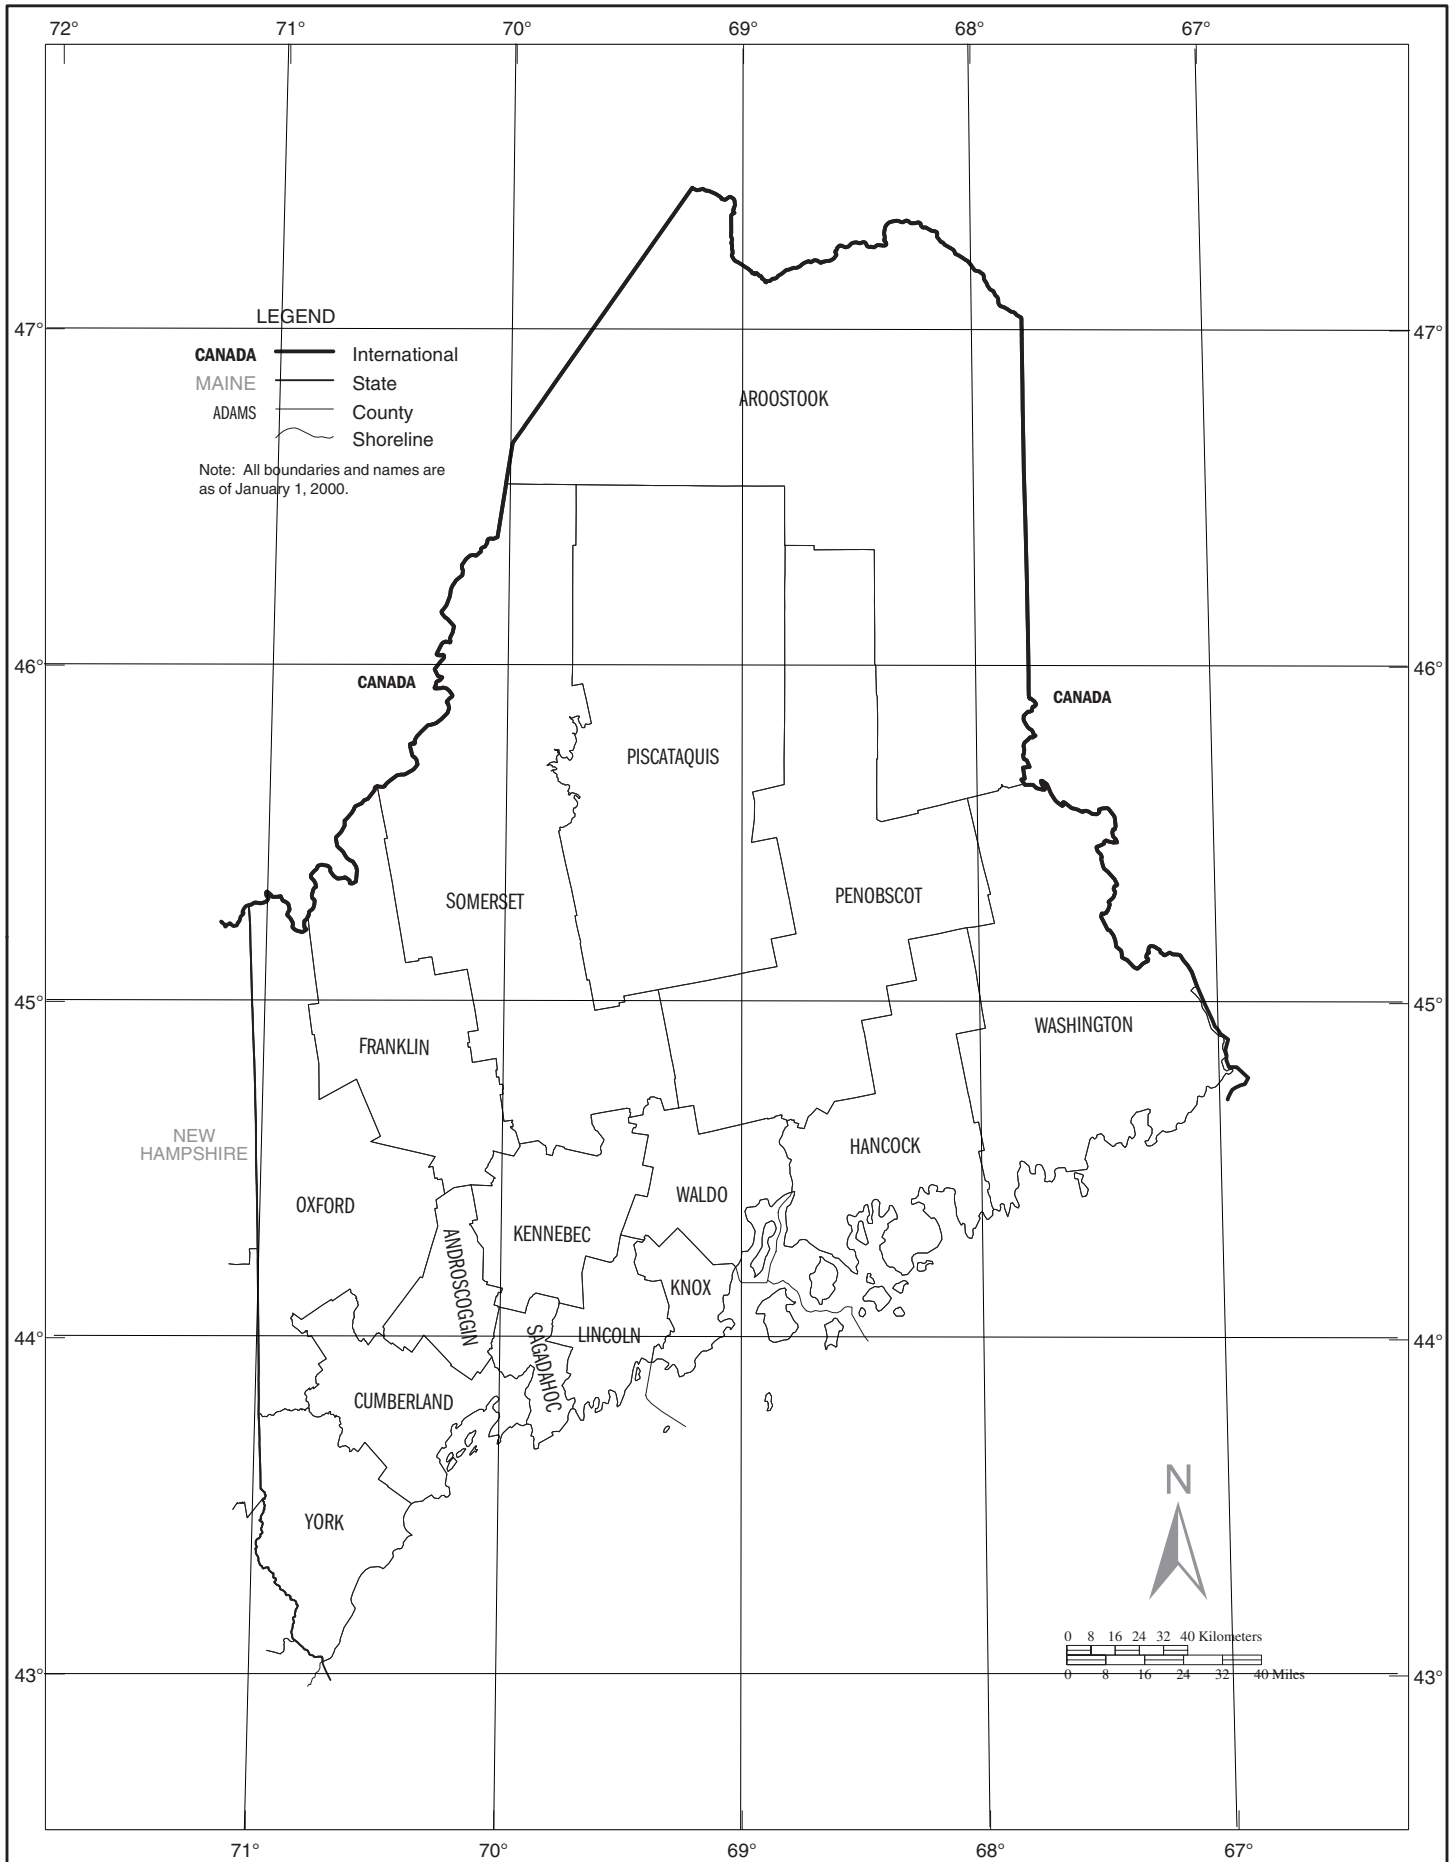 72° 71° 70° 69° 68° 67°
LEGEND
47° 47°
CANADA International
MAINE State
ADAMS County
Shoreline
AROOSTOOK
Note: All boundaries and names are
as of January 1, 2000.
46° 46°
CANADA
CANADA
PISCATAQUIS
SOMERSET
PENOBSCOT
45° 45°
WASHINGTON
FRANKLIN
NEW
HAMPSHIRE
HANCOCK
WALDO
OXFORD
KENNEBEC
ANDROSCOGGIN
KNOX
44° 44°
LINCOLN
SAGADAHOC
CUMBERLAND
N
YORK
0 8 16 24 32 40 Kilometers
0 8 16 24 32 40 Miles
43° 43°
71° 70° 69° 68° 67°